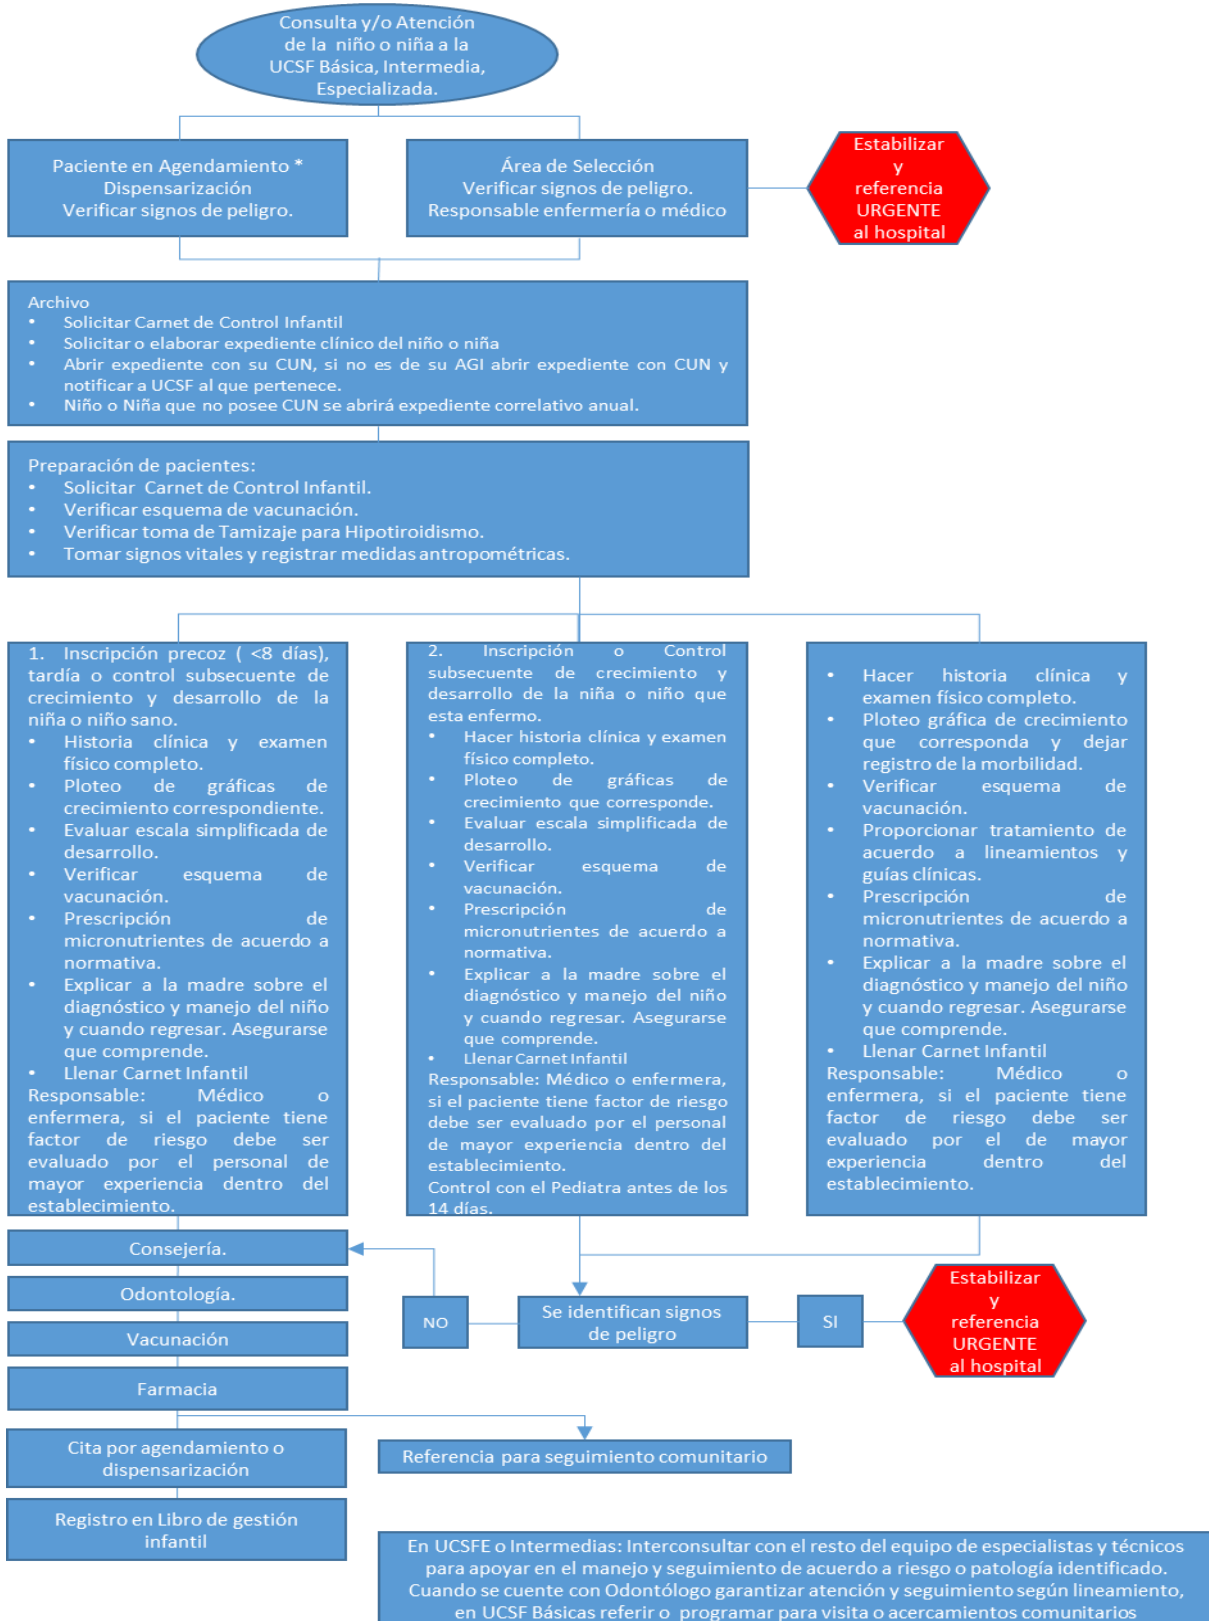 Consulta y/o Atención
de la niño o niña a la
UCSF Básica, Intermedia,
Especializada.
Paciente en Agendamiento *
Dispensarización
Verificar signos de peligro.
Área de Selección
Verificar signos de peligro.
Responsable enfermería o médico
Estabilizar
y
referencia
URGENTE
al hospital
Archivo
• Solicitar Carnet de Control Infantil
• Solicitar o elaborar expediente clínico del niño o niña
• Abrir expediente con su CUN, si no es de su AGI abrir expediente con CUN y
notificar a UCSF al que pertenece.
• Niño o Niña que no posee CUN se abrirá expediente correlativo anual.
Preparación de pacientes:
• Solicitar Carnet de Control Infantil.
• Verificar esquema de vacunación.
• Verificar toma de Tamizaje para Hipotiroidismo.
• Tomar signos vitales y registrar medidas antropométricas.
1. Inscripción precoz ( <8 días),
tardía o control subsecuente de
crecimiento y desarrollo de la
niña o niño sano.
• Historia clínica y examen
físico completo.
• Ploteo de gráficas de
crecimiento correspondiente.
• Evaluar escala simplificada de
desarrollo.
• Verificar esquema de
vacunación.
• Prescripción de
micronutrientes de acuerdo a
normativa.
• Explicar a la madre sobre el
diagnóstico y manejo del niño
y cuando regresar. Asegurarse
que comprende.
• Llenar Carnet Infantil
Responsable: Médico o
enfermera, si el paciente tiene
factor de riesgo debe ser
evaluado por el personal de
mayor experiencia dentro del
establecimiento.
2. Inscripción o Control
subsecuente de crecimiento y
desarrollo de la niña o niño que
esta enfermo.
• Hacer historia clínica y examen
físico completo.
• Ploteo de gráficas de
crecimiento que corresponde.
• Evaluar escala simplificada de
desarrollo.
• Verificar esquema de
vacunación.
• Prescripción de
micronutrientes de acuerdo a
normativa.
• Explicar a la madre sobre el
diagnóstico y manejo del niño
y cuando regresar. Asegurarse
que comprende.
• Llenar Carnet Infantil
Responsable: Médico o enfermera,
si el paciente tiene factor de riesgo
debe ser evaluado por el personal
de mayor experiencia dentro del
establecimiento.
Control con el Pediatra antes de los
14 días.
• Hacer historia clínica y
examen físico completo.
• Ploteo gráfica de crecimiento
que corresponda y dejar
registro de la morbilidad.
• Verificar esquema de
vacunación.
• Proporcionar tratamiento de
acuerdo a lineamientos y
guías clínicas.
• Prescripción de
micronutrientes de acuerdo a
normativa.
• Explicar a la madre sobre el
diagnóstico y manejo del niño
y cuando regresar. Asegurarse
que comprende.
• Llenar Carnet Infantil
Responsable: Médico o
enfermera, si el paciente tiene
factor de riesgo debe ser
evaluado por el de mayor
experiencia dentro del
establecimiento.
Consejería.
Odontología.
Vacunación
Farmacia
NO
Se identifican signos
de peligro
SI
Estabilizar
y
referencia
URGENTE
al hospital
Cita por agendamiento o
dispensarización
Referencia para seguimiento comunitario
Registro en Libro de gestión
infantil
En UCSFE o Intermedias: Interconsultar con el resto del equipo de especialistas y técnicos
para apoyar en el manejo y seguimiento de acuerdo a riesgo o patología identificado.
Cuando se cuente con Odontólogo garantizar atención y seguimiento según lineamiento,
en UCSF Básicas referir o programar para visita o acercamientos comunitarios